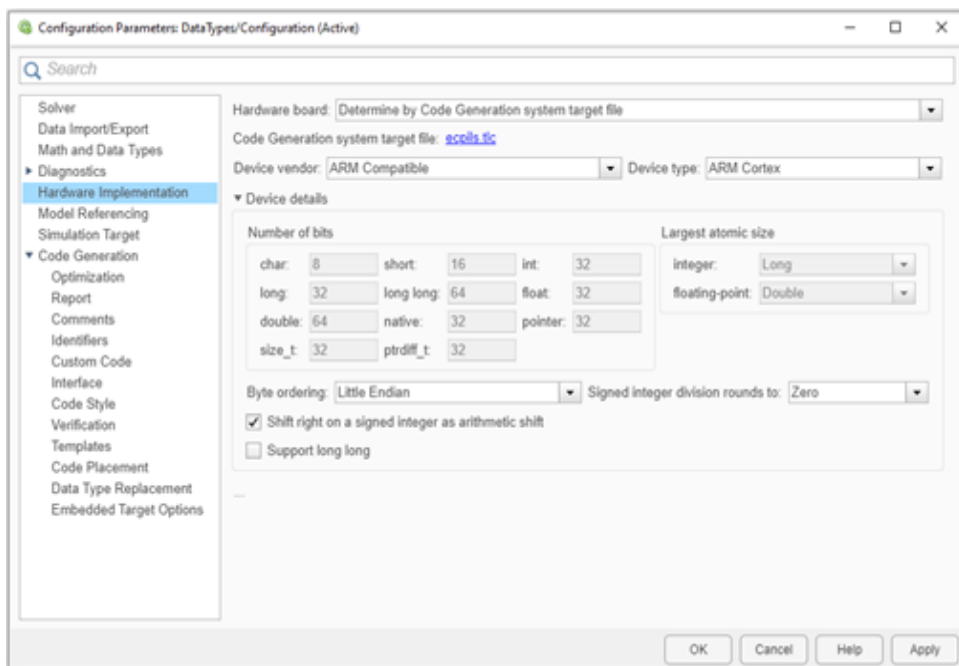 Configuration Parameters: DataTypes/Configuration (Active)
Search
Solver
Data Import/Export
Math and Data Types
Diagnostics
Hardware Implementation
Model Referencing
Simulation Target
Code Generation
Optimization
Report
Comments
Identifiers
Custom Code
Interface
Code Style
Verification
Templates
Code Placement
Data Type Replacement
Embedded Target Options
Hardware board: Determine by Code Generation system target file
Code Generation system target file: ecpils.tlc
Device vendor: ARM Compatible Device type: ARM Cortex
Device details
Number of bits
char: 8 short: 16 int: 32
long: 32 long long: 64 float: 32
double: 64 native: 32 pointer: 32
size_t: 32 ptrdiff_t: 32
Largest atomic size
integer: Long
floating-point: Double
Byte ordering: Little Endian Signed integer division rounds to: Zero
Shift right on a signed integer as arithmetic shift
Support long long
...
OK Cancel Help Apply